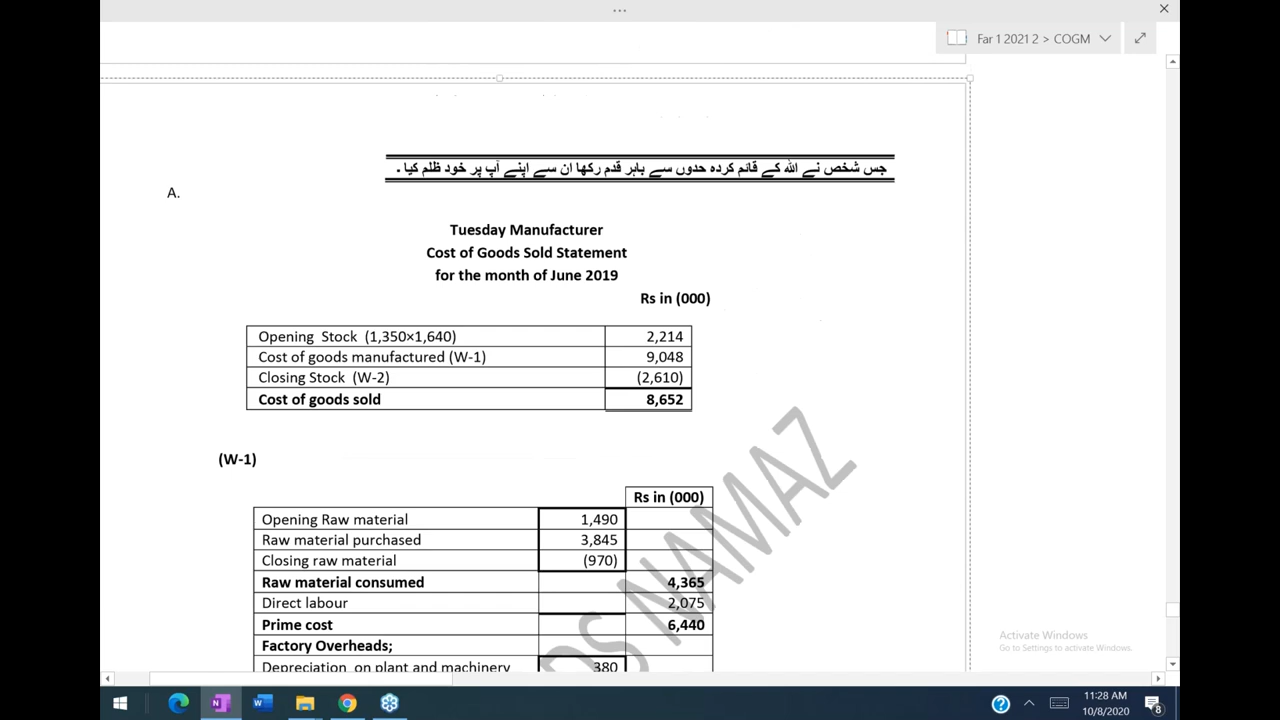 Far 1 2021 2 > COGM
جس شخص نے اللہ کے قائم کردہ حدوں سے باہر قدم رکھا ان سے اپنے آپ پر خود ظلم کیا ۔
A.
Tuesday Manufacturer
Cost of Goods Sold Statement
for the month of June 2019
Rs in (000)
Opening Stock (1,350×1,640) 2,214
Cost of goods manufactured (W-1) 9,048
Closing Stock (W-2) (2,610)
Cost of goods sold 8,652
(W-1)
Rs in (000)
Opening Raw material 1,490
Raw material purchased 3,845
Closing raw material (970)
Raw material consumed 4,365
Direct labour 2,075
Prime cost 6,440
Factory Overheads;
Depreciation on plant and machinery 380
NAMAZ
Activate Windows
Go to Settings to activate Windows.
11:28 AM
10/8/2020
8